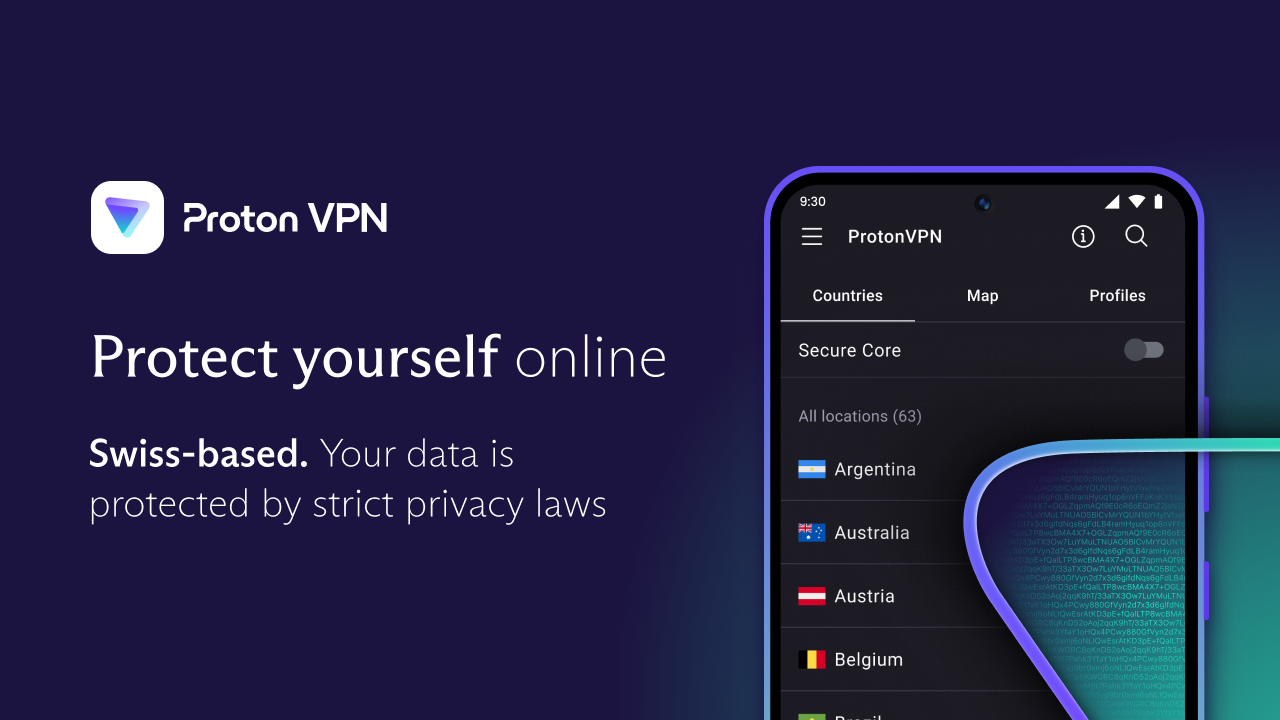 Proton VPN
Protect yourself online
Swiss-based. Your data is
protected by strict privacy laws
9:30
ProtonVPN
Countries Map Profiles
Secure Core
All locations (63)
Argentina
Australia
Austria
Belgium
Brazil